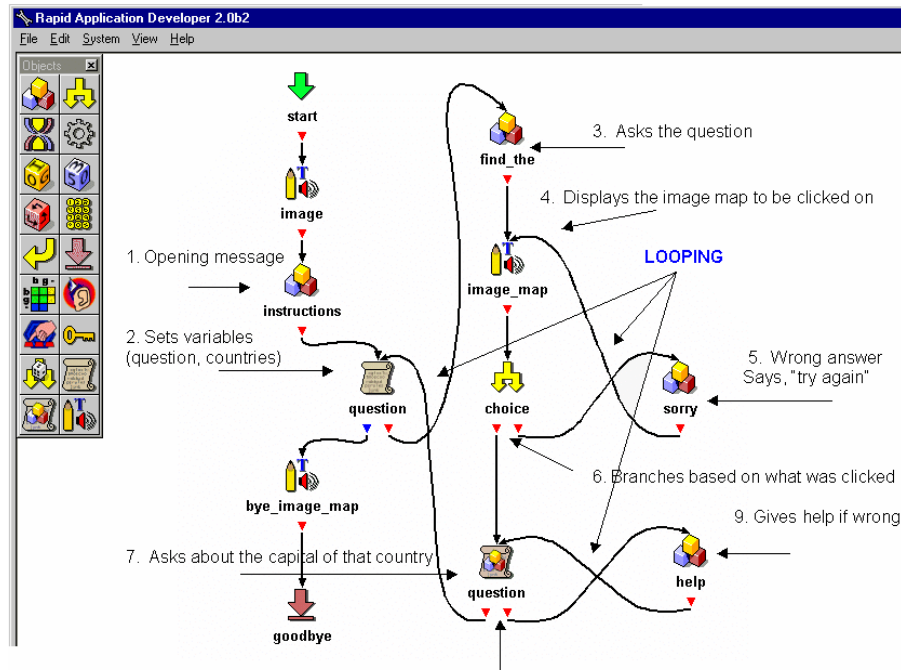 Rapid Application Developer 2.0b2
File Edit System View Help
Objects
start
image
1. Opening message
instructions
2. Sets variables
(question, countries)
question
bye_image_map
7. Asks about the capital of that country
goodbye
3. Asks the question
find_the
4. Displays the image map to be clicked on
LOOPING
image_map
choice
5. Wrong answer
Says, "try again"
sorry
6. Branches based on what was clicked
9. Gives help if wrong
question
help